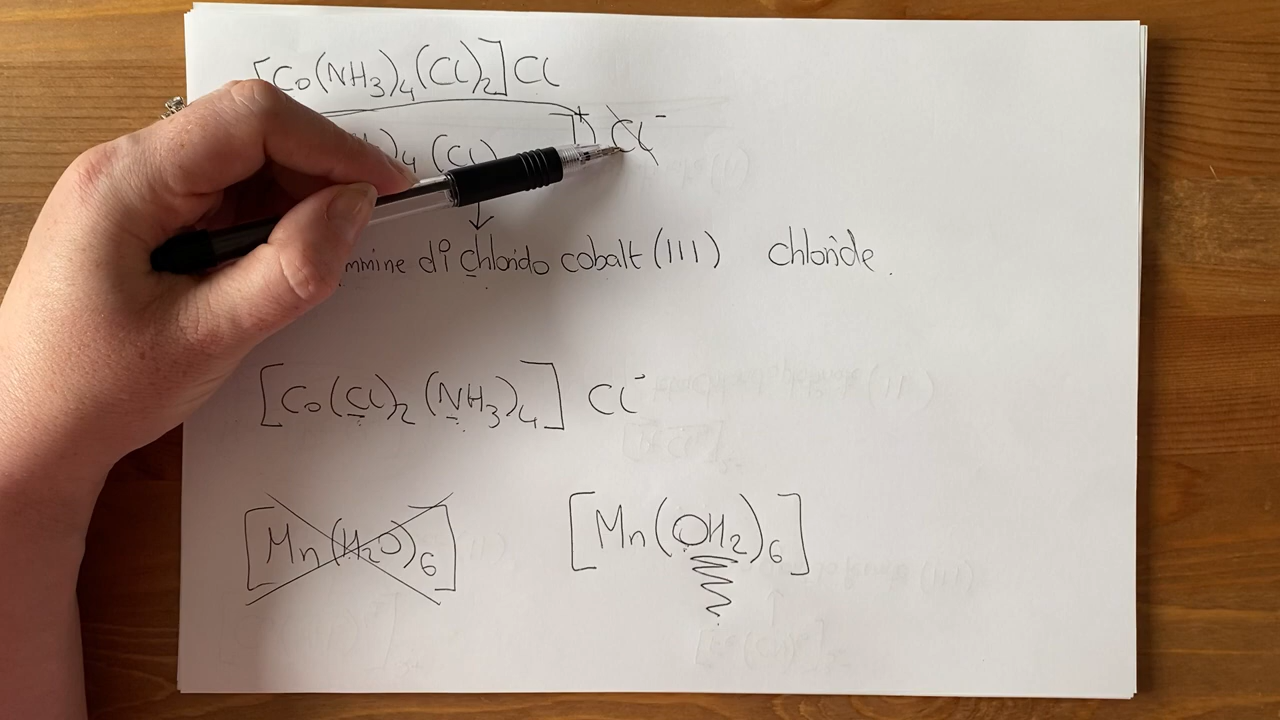 [Co(NH3)4(Cl)2]Cl
)4 (Cl) ]+) Cl-
mmine di chlorido cobalt (III) chloride.
[Co(Cl)2(NH3)4] Cl-
[Mn(H2O)6] [Mn(OH2)6]